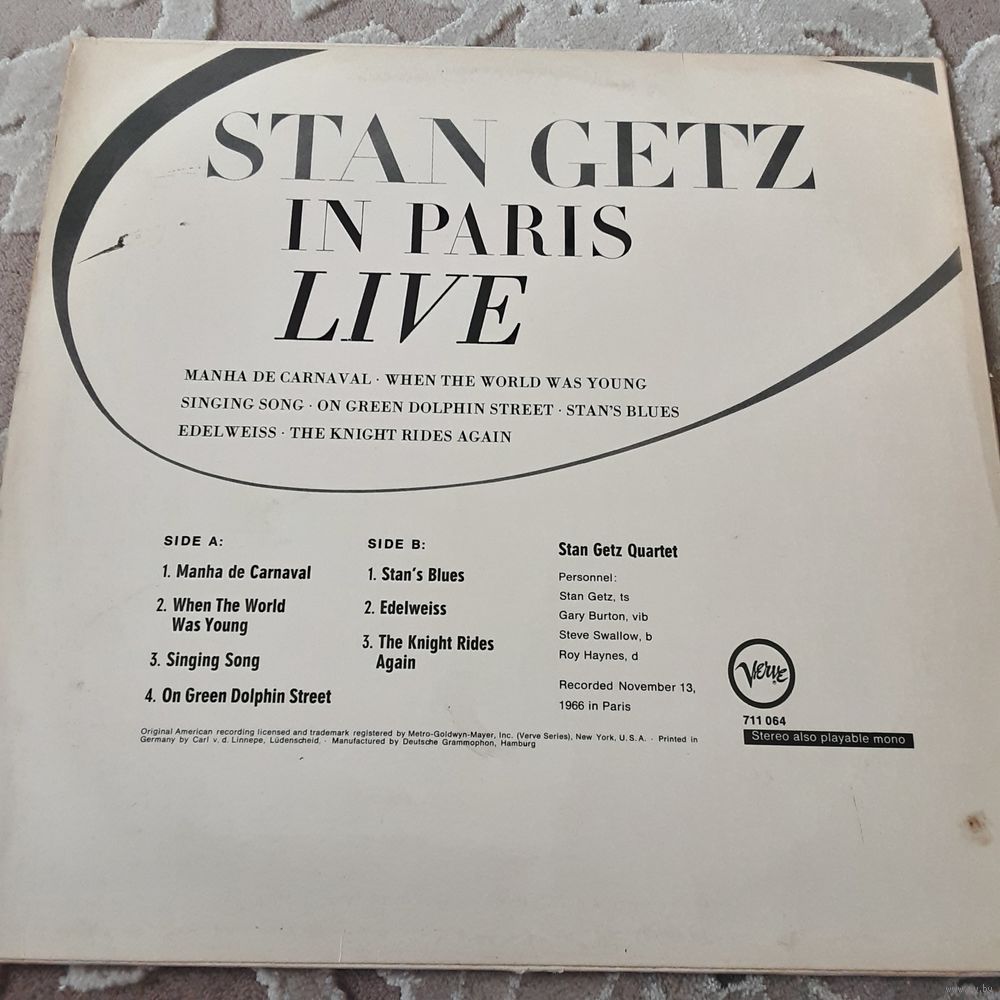 STAN GETZ
IN PARIS
LIVE
MANHA DE CARNAVAL · WHEN THE WORLD WAS YOUNG
SINGING SONG · ON GREEN DOLPHIN STREET · STAN'S BLUES
EDELWEISS · THE KNIGHT RIDES AGAIN
SIDE A:
1. Manha de Carnaval
2. When The World
Was Young
3. Singing Song
4. On Green Dolphin Street
SIDE B:
1. Stan's Blues
2. Edelweiss
3. The Knight Rides
Again
Stan Getz Quartet
Personnel:
Stan Getz, ts
Gary Burton, vib
Steve Swallow, b
Roy Haynes, d
Recorded November 13,
1966 in Paris
Verve
711 064
Stereo also playable mono
Original American recording licensed and trademark registered by Metro-Goldwyn-Mayer, Inc. (Verve Series), New York, U.S.A. · Printed in
Germany by Carl v. d. Linnepe, Lüdenscheid, · Manufactured by Deutsche Grammophon, Hamburg